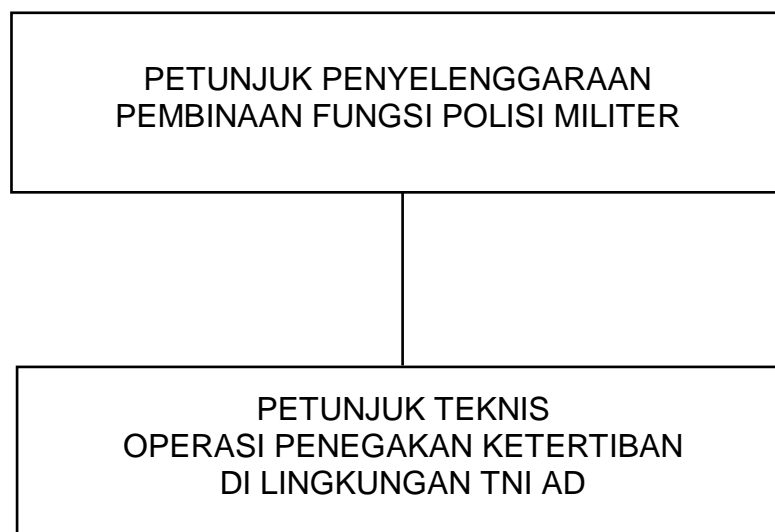 PETUNJUK PENYELENGGARAAN
PEMBINAAN FUNGSI POLISI MILITER
PETUNJUK TEKNIS
OPERASI PENEGAKAN KETERTIBAN
DI LINGKUNGAN TNI AD